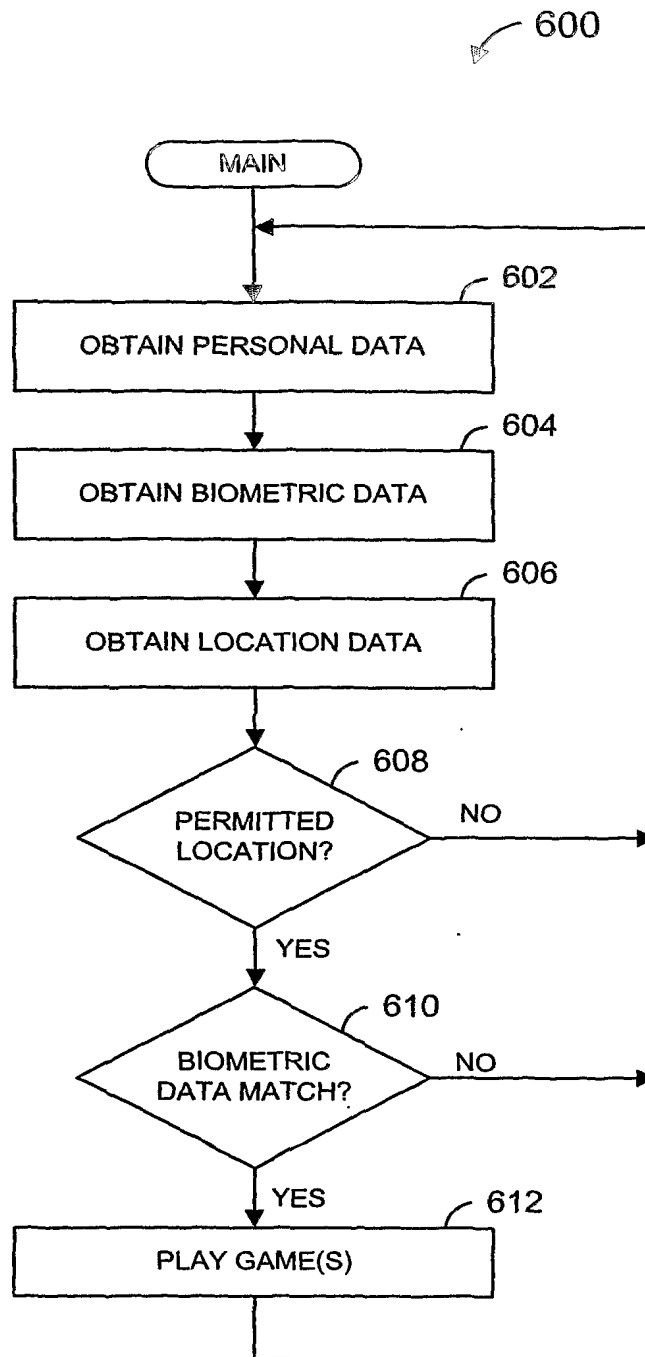 600
MAIN
602
OBTAIN PERSONAL DATA
604
OBTAIN BIOMETRIC DATA
606
OBTAIN LOCATION DATA
608
PERMITTED
LOCATION?
NO
YES
610
BIOMETRIC
DATA MATCH?
NO
YES
612
PLAY GAME(S)